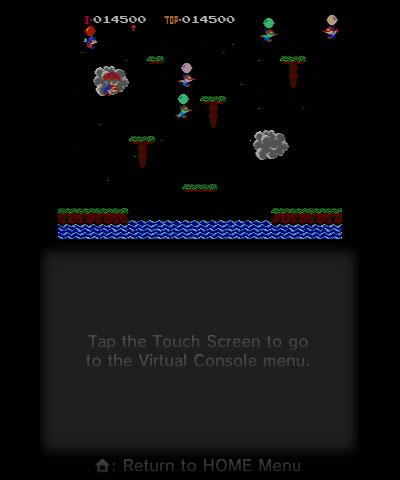 I-014500 TOP-014500
Tap the Touch Screen to go
to the Virtual Console menu.
: Return to HOME Menu